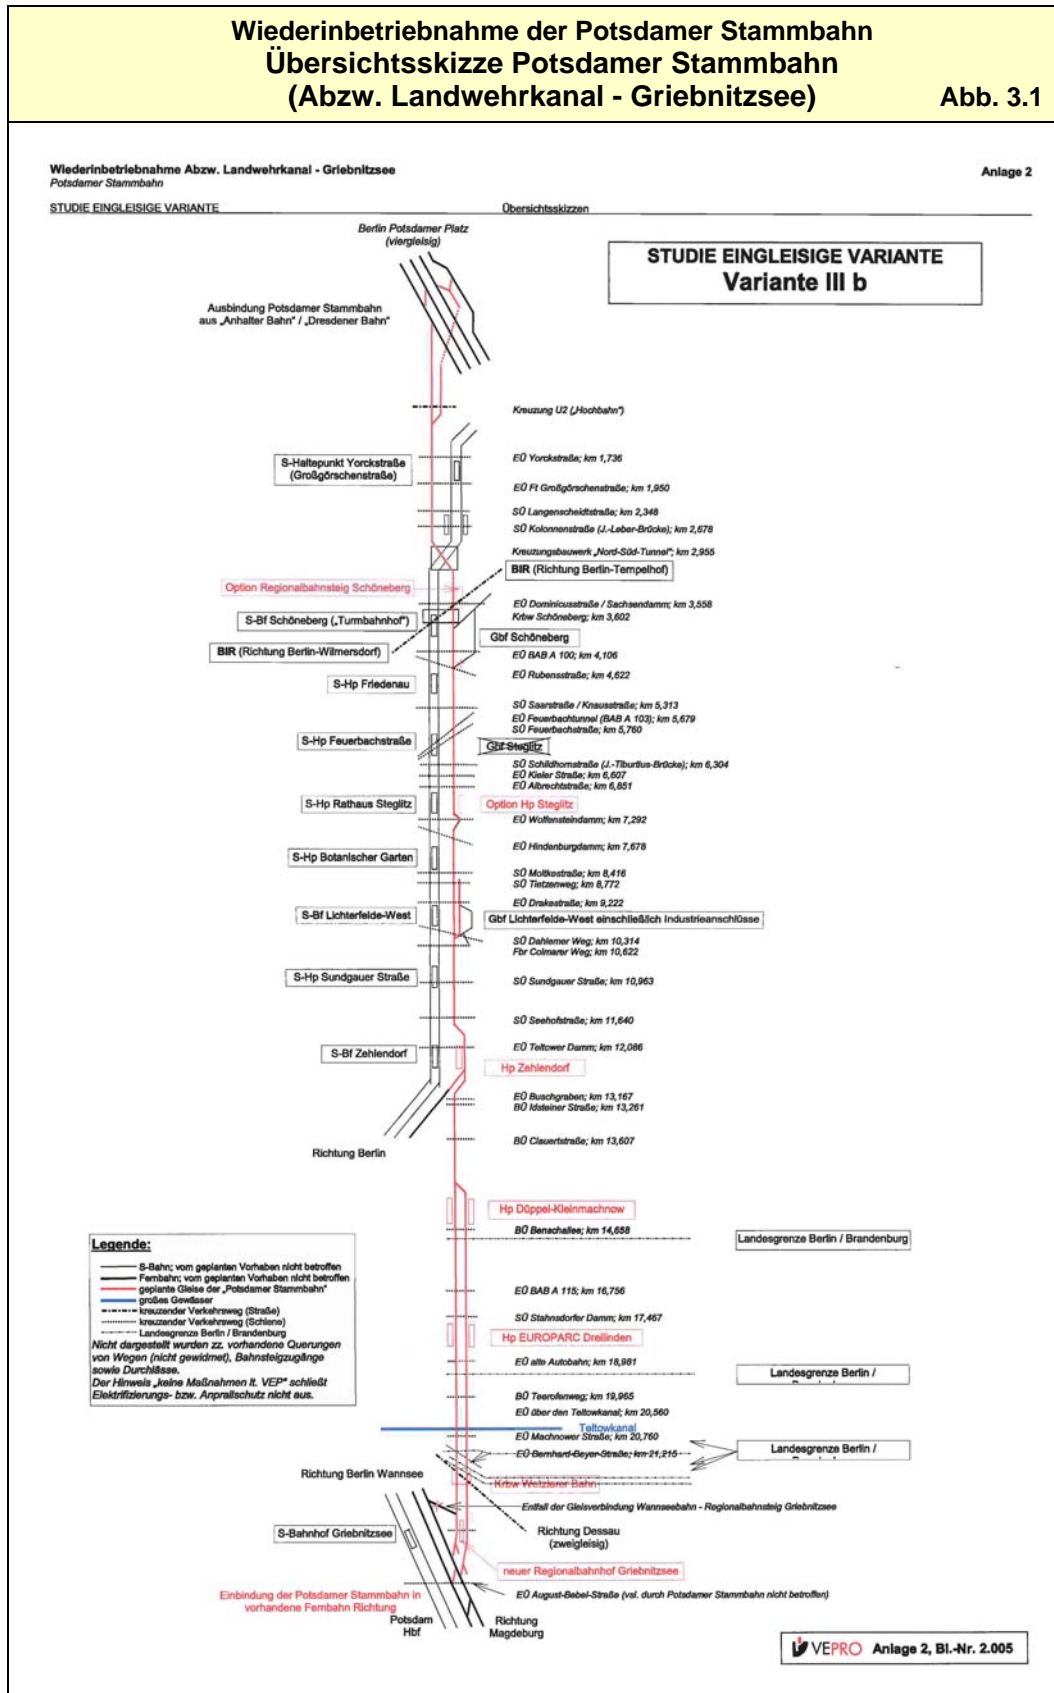 Wiederinbetriebnahme der Potsdamer Stammbahn
Übersichtsskizze Potsdamer Stammbahn
(Abzw. Landwehrkanal - Griebnitzsee) Abb. 3.1
Wiederinbetriebnahme Abzw. Landwehrkanal - Griebnitzsee Anlage 2
Potsdamer Stammbahn
STUDIE EINGLEISIGE VARIANTE Übersichtsskizzen
Berlin Potsdamer Platz
(viergleisig)
STUDIE EINGLEISIGE VARIANTE
Variante III b
Ausbindung Potsdamer Stammbahn
aus „Anhalter Bahn" / „Dresdener Bahn"
Kreuzung U2 („Hochbahn")
S-Haltepunkt Yorckstraße
(Großgörschenstraße)
EÜ Yorckstraße; km 1,736
EÜ Ft Großgörschenstraße; km 1,950
SÜ Langenscheidtstraße; km 2,348
SÜ Kolonnenstraße (J.-Leber-Brücke); km 2,678
Kreuzungsbauwerk „Nord-Süd-Tunnel"; km 2,955
BIR (Richtung Berlin-Tempelhof)
Option Regionalbahnsteig Schöneberg
EÜ Dominicusstraße / Sachsendamm; km 3,558
Krbw Schöneberg; km 3,602
S-Bf Schöneberg („Turmbahnhof")
Gbf Schöneberg
BIR (Richtung Berlin-Wilmersdorf)
EÜ BAB A 100; km 4,106
EÜ Rubensstraße; km 4,622
S-Hp Friedenau
SÜ Saarstraße / Knausstraße; km 5,313
EÜ Feuerbachtunnel (BAB A 103); km 5,679
SÜ Feuerbachstraße; km 5,760
S-Hp Feuerbachstraße
Gbf Steglitz
SÜ Schildhornstraße (J.-Tiburtius-Brücke); km 6,304
EÜ Kieler Straße; km 6,607
EÜ Albrechtstraße; km 6,851
S-Hp Rathaus Steglitz
Option Hp Steglitz
EÜ Wolfensteindamm; km 7,292
EÜ Hindenburgdamm; km 7,678
S-Hp Botanischer Garten
SÜ Moltkestraße; km 8,416
SÜ Tietzenweg; km 8,772
EÜ Drakestraße; km 9,222
S-Bf Lichterfelde-West
Gbf Lichterfelde-West einschließlich Industrieanschlüsse
SÜ Dahlemer Weg; km 10,314
Fbr Colmarer Weg; km 10,622
S-Hp Sundgauer Straße
SÜ Sundgauer Straße; km 10,963
SÜ Seehofstraße; km 11,640
EÜ Teltower Damm; km 12,086
S-Bf Zehlendorf
Hp Zehlendorf
EÜ Buschgraben; km 13,167
BÜ Idsteiner Straße; km 13,261
BÜ Clauertstraße; km 13,607
Richtung Berlin
Hp Düppel-Kleinmachnow
BÜ Benschallee; km 14,658
Landesgrenze Berlin / Brandenburg
Legende:
S-Bahn; vom geplanten Vorhaben nicht betroffen
Fernbahn; vom geplanten Vorhaben nicht betroffen
geplante Gleise der „Potsdamer Stammbahn"
großes Gewässer
kreuzender Verkehrsweg (Straße)
kreuzender Verkehrsweg (Schiene)
Landesgrenze Berlin / Brandenburg
Nicht dargestellt wurden zz. vorhandene Querungen
von Wegen (nicht gewidmet), Bahnsteigzugänge
sowie Durchlässe.
Der Hinweis „keine Maßnahmen lt. VEP" schließt
Elektrifizierungs- bzw. Anprallschutz nicht aus.
EÜ BAB A 115; km 16,756
SÜ Stahnsdorfer Damm; km 17,467
Hp EUROPARC Dreilinden
EÜ alte Autobahn; km 18,981
Landesgrenze Berlin /
BÜ Teerofenweg; km 19,965
EÜ über den Teltowkanal; km 20,560
Teltowkanal
EÜ Machnower Straße; km 20,760
EÜ Bernhard-Beyer-Straße; km 21,215
Landesgrenze Berlin /
Richtung Berlin Wannsee
Krbw Wetzlarer Bahn
Entfall der Gleisverbindung Wannseebahn - Regionalbahnsteig Griebnitzsee
S-Bahnhof Griebnitzsee
Richtung Dessau
(zweigleisig)
neuer Regionalbahnhof Griebnitzsee
Einbindung der Potsdamer Stammbahn in
vorhandene Fernbahn Richtung
EÜ August-Bebel-Straße (vsl. durch Potsdamer Stammbahn nicht betroffen)
Potsdam
Hbf
Richtung
Magdeburg
VEPRO Anlage 2, Bl.-Nr. 2.005